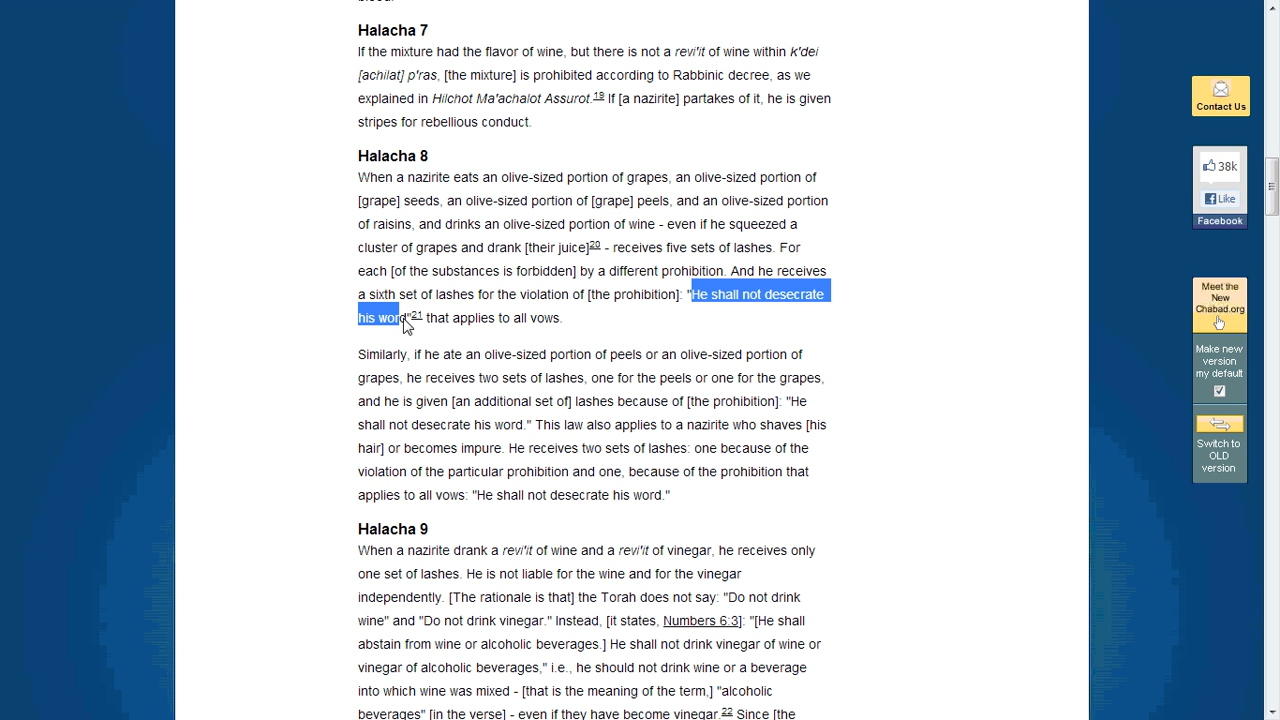 Halacha 7
If the mixture had the flavor of wine, but there is not a revi'it of wine within k'dei
[achilat] p'ras, [the mixture] is prohibited according to Rabbinic decree, as we
explained in Hilchot Ma'achalot Assurot.19 If [a nazirite] partakes of it, he is given
stripes for rebellious conduct.
Halacha 8
When a nazirite eats an olive-sized portion of grapes, an olive-sized portion of
[grape] seeds, an olive-sized portion of [grape] peels, and an olive-sized portion
of raisins, and drinks an olive-sized portion of wine - even if he squeezed a
cluster of grapes and drank [their juice]20 - receives five sets of lashes. For
each [of the substances is forbidden] by a different prohibition. And he receives
a sixth set of lashes for the violation of [the prohibition]: "He shall not desecrate
his word"21 that applies to all vows.
Similarly, if he ate an olive-sized portion of peels or an olive-sized portion of
grapes, he receives two sets of lashes, one for the peels or one for the grapes,
and he is given [an additional set of] lashes because of [the prohibition]: "He
shall not desecrate his word." This law also applies to a nazirite who shaves [his
hair] or becomes impure. He receives two sets of lashes: one because of the
violation of the particular prohibition and one, because of the prohibition that
applies to all vows: "He shall not desecrate his word."
Halacha 9
When a nazirite drank a revi'it of wine and a revi'it of vinegar, he receives only
one set of lashes. He is not liable for the wine and for the vinegar
independently. [The rationale is that] the Torah does not say: "Do not drink
wine" and "Do not drink vinegar." Instead, [it states, Numbers 6:3]: "[He shall
abstain from wine or alcoholic beverages.] He shall not drink vinegar of wine or
vinegar of alcoholic beverages," i.e., he should not drink wine or a beverage
into which wine was mixed - [that is the meaning of the term,] "alcoholic
beverages" [in the verse] - even if they have become vinegar.22 Since [the
Contact Us
38k
Like
Facebook
Meet the
New
Chabad.org
Make new
version
my default
Switch to
OLD
version